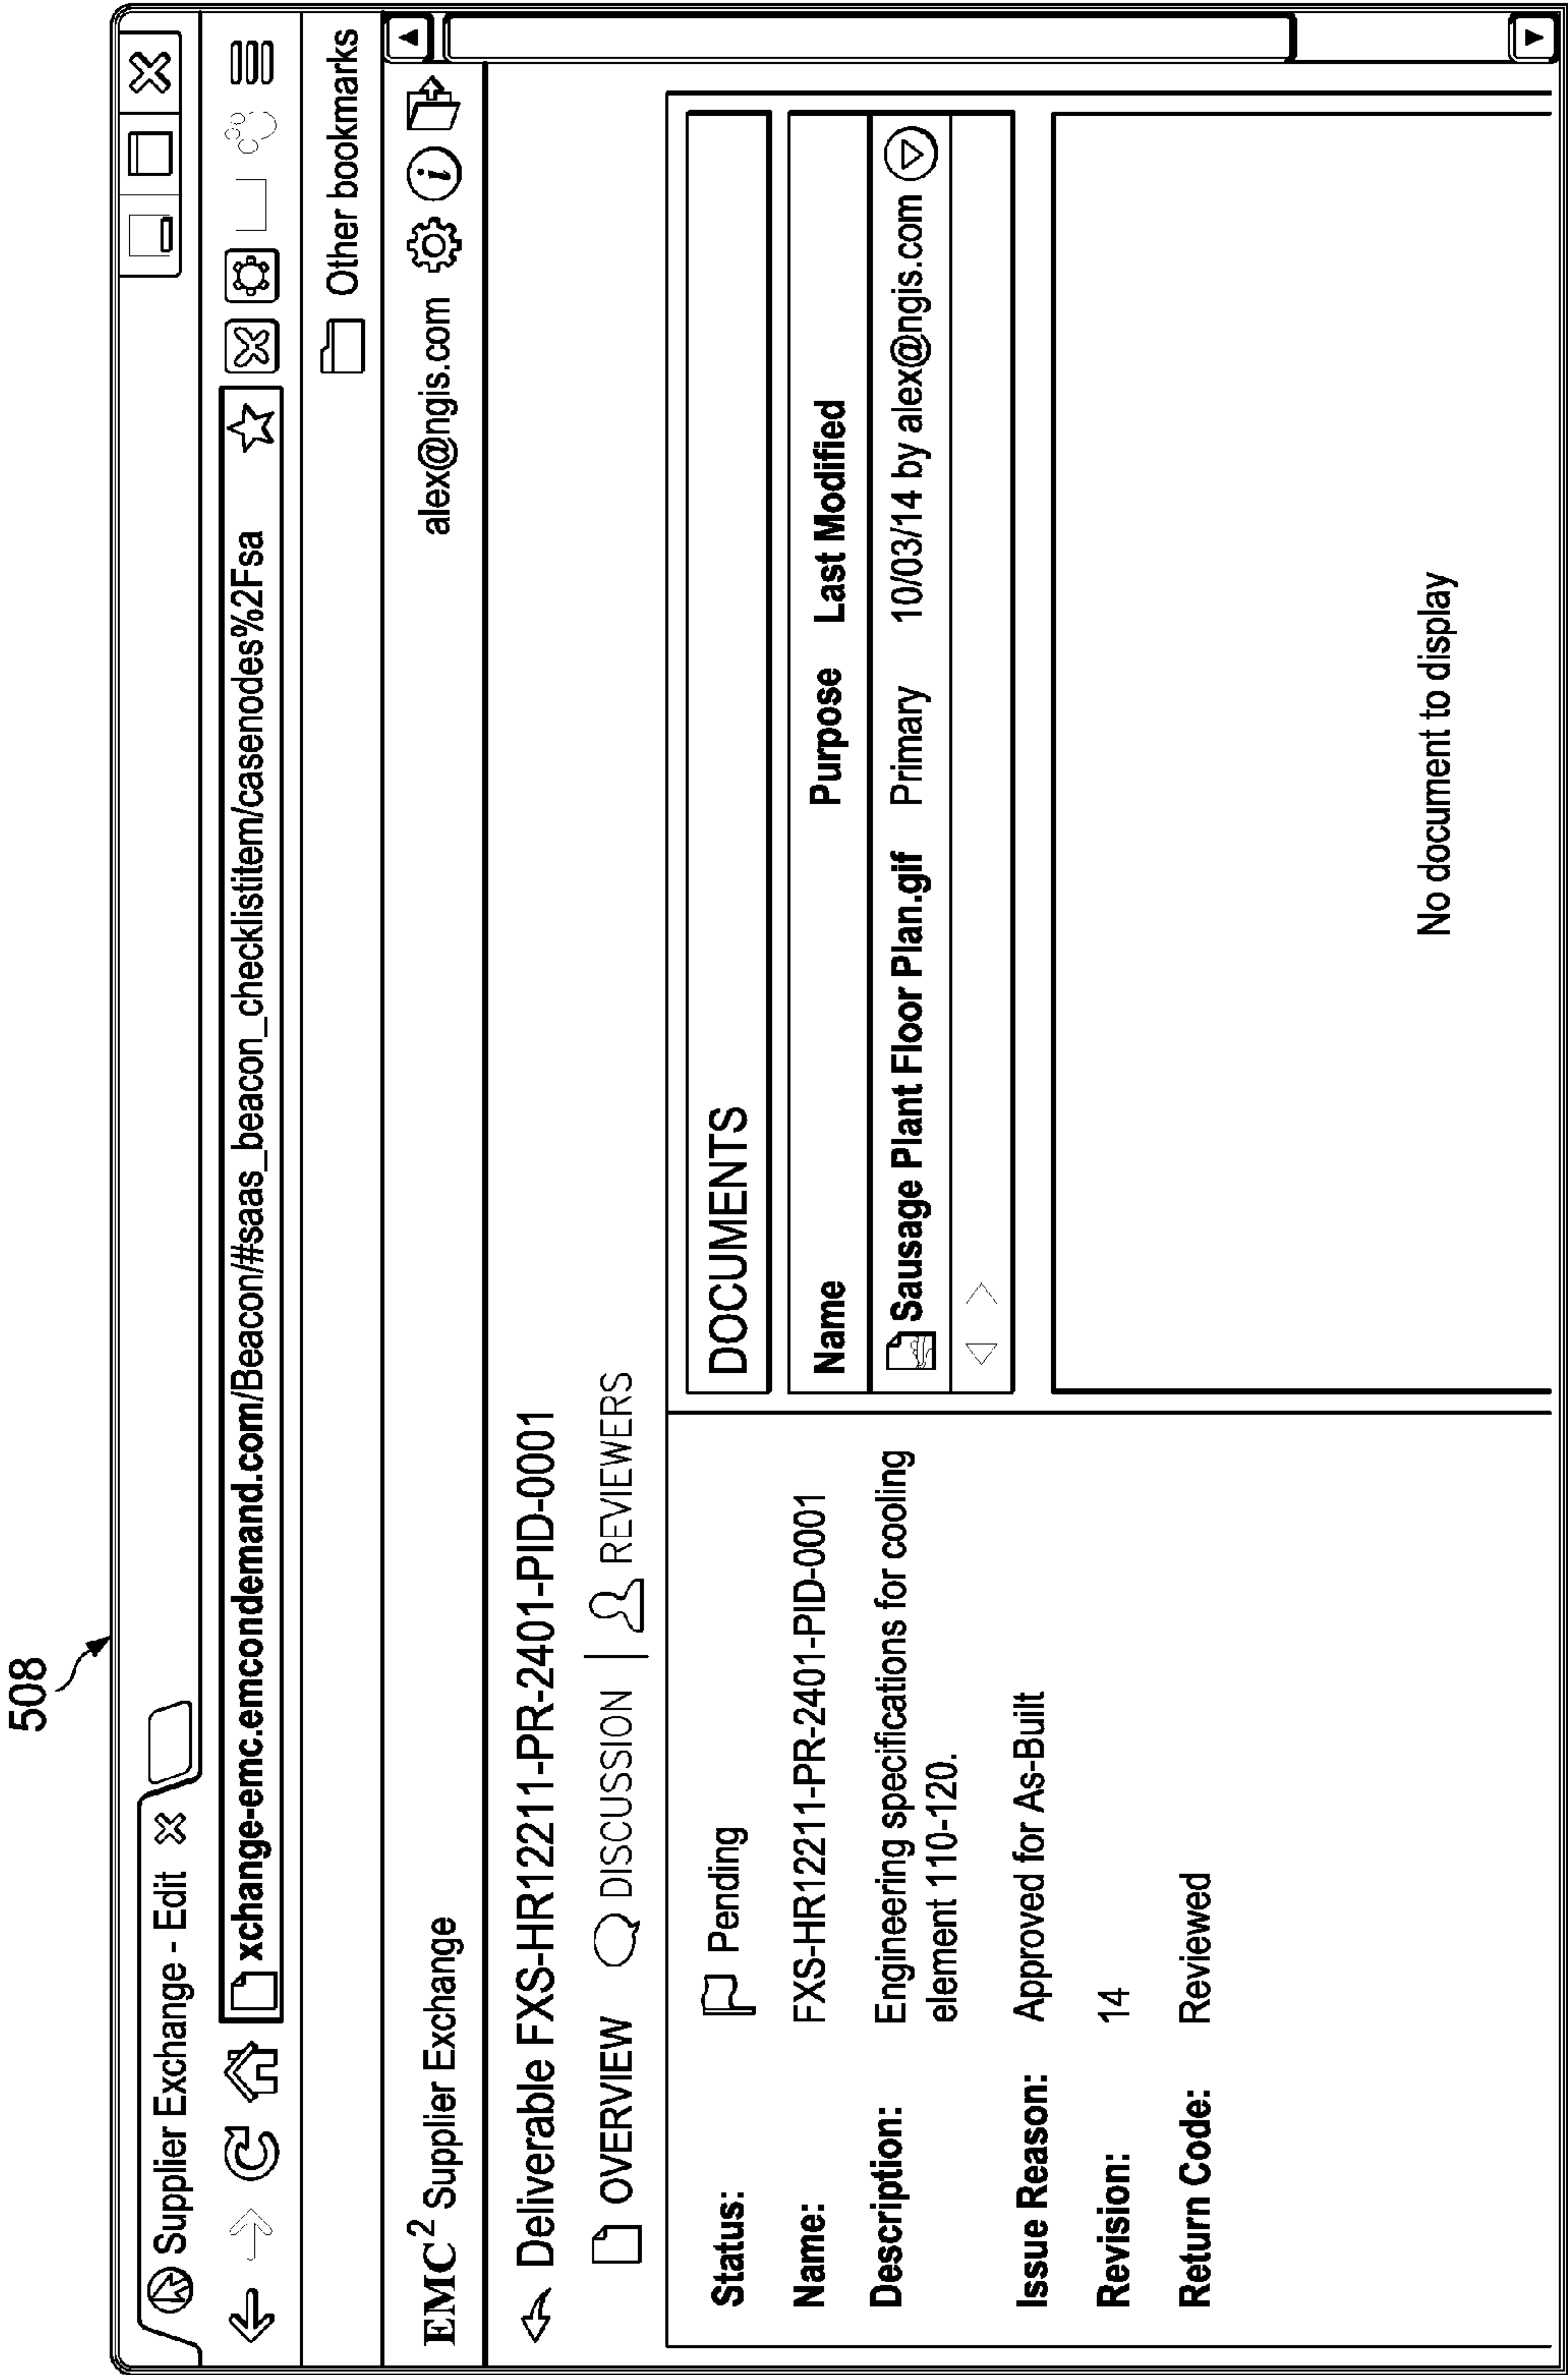 508
Supplier Exchange - Edit
xchange-emc.emcondemand.com/Beacon/#saas_beacon_checklistitem/casenodes%2Fsa
Other bookmarks
EMC2 Supplier Exchange
alex@ngis.com
Deliverable FXS-HR12211-PR-2401-PID-0001
OVERVIEW DISCUSSION | REVIEWERS
Status: Pending
Name: FXS-HR12211-PR-2401-PID-0001
Description: Engineering specifications for cooling
element 110-120.
Issue Reason: Approved for As-Built
Revision: 14
Return Code: Reviewed
DOCUMENTS
Name Purpose Last Modified
Sausage Plant Floor Plan.gif Primary 10/03/14 by alex@ngis.com
No document to display